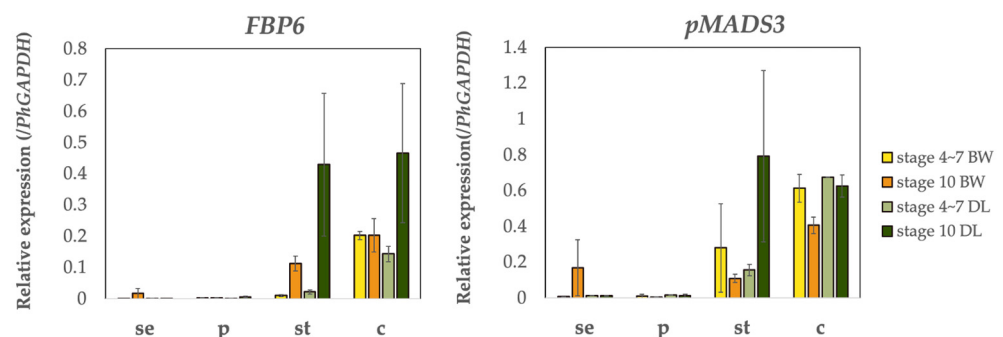 FBP6
Relative expression (/PhGAPDH)
0.8
0.7
0.6
0.5
0.4
0.3
0.2
0.1
0
se p st c
pMADS3
Relative expression(/PhGAPDH)
1.4
1.2
1
0.8
0.6
0.4
0.2
0
se p st c
stage 4~7 BW
stage 10 BW
stage 4~7 DL
stage 10 DL